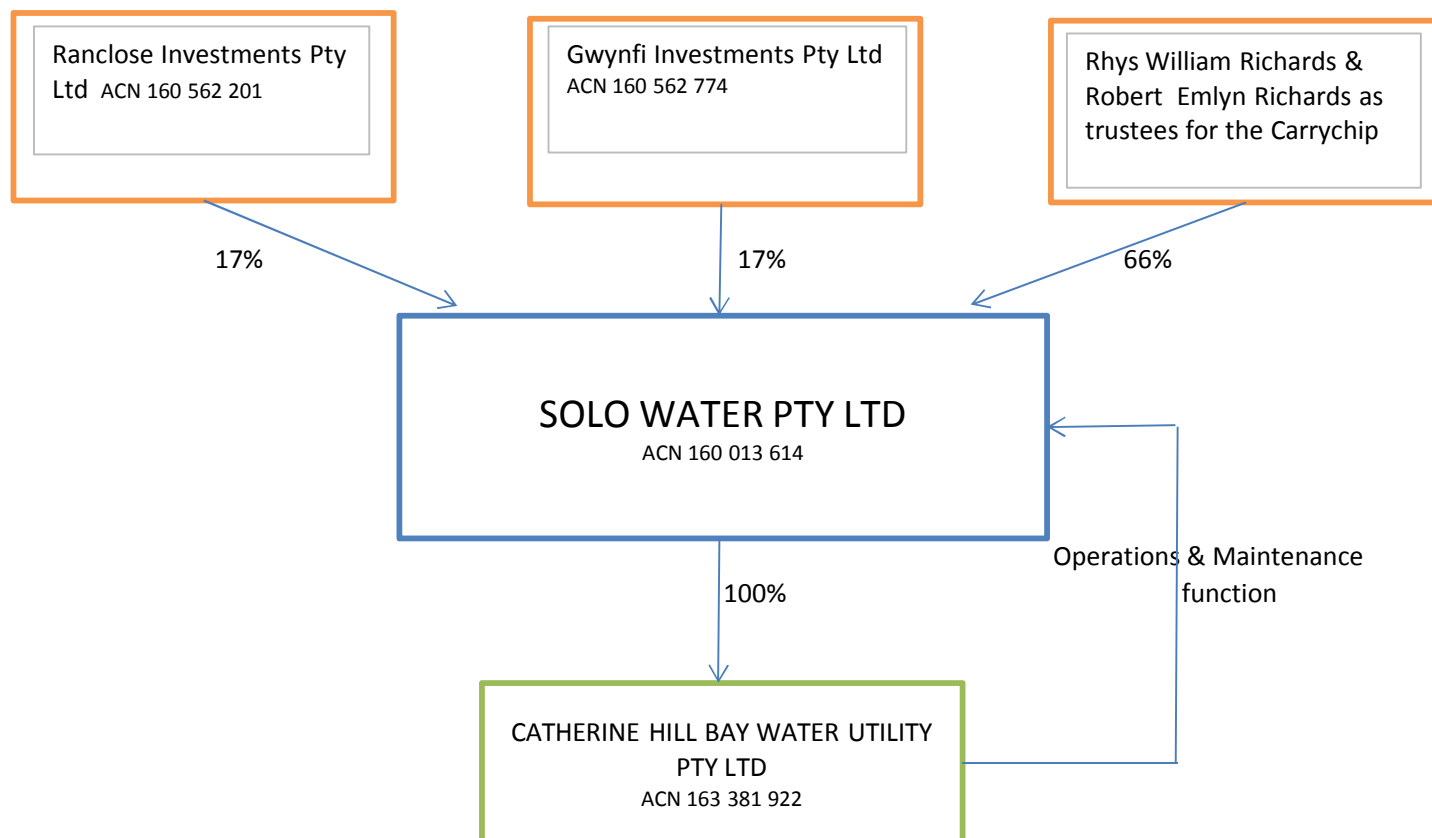 Ranclose Investments Pty
Ltd ACN 160 562 201
Gwynfi Investments Pty Ltd
ACN 160 562 774
Rhys William Richards &
Robert Emlyn Richards as
trustees for the Carrychip
17%
17%
66%
SOLO WATER PTY LTD
ACN 160 013 614
Operations & Maintenance
function
100%
CATHERINE HILL BAY WATER UTILITY
PTY LTD
ACN 163 381 922